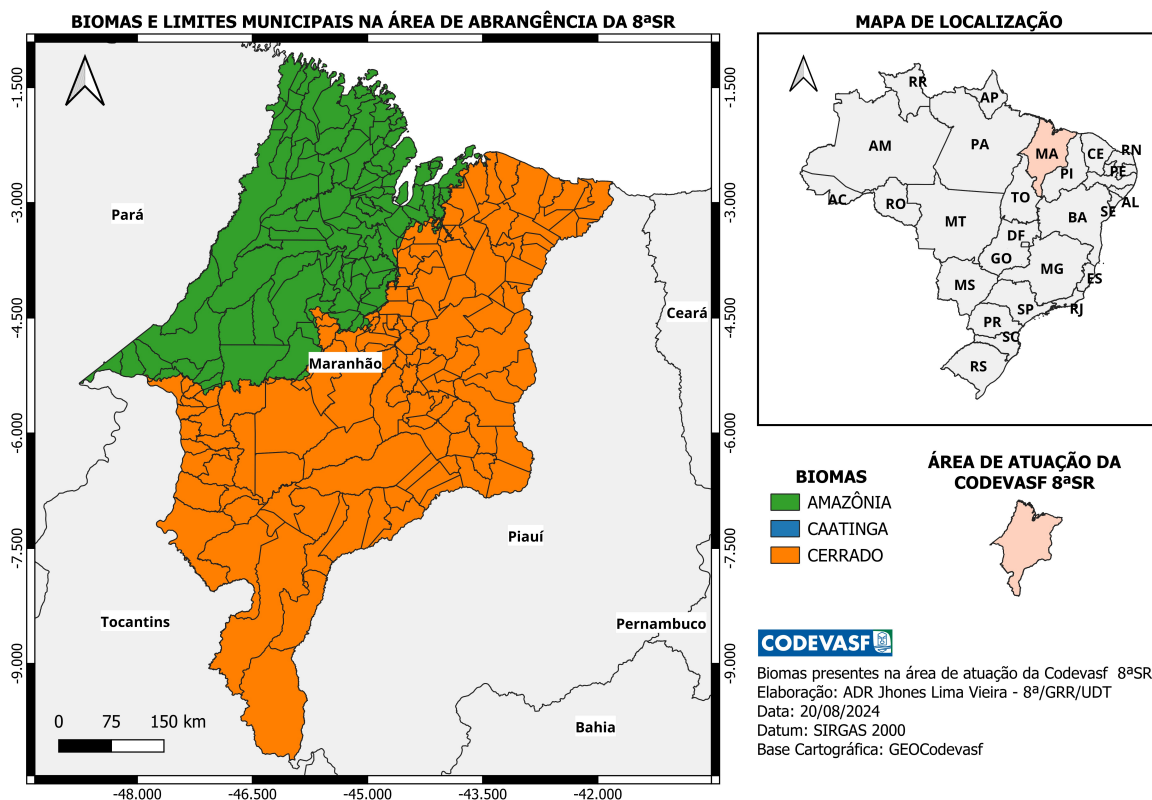 BIOMAS E LIMITES MUNICIPAIS NA ÁREA DE ABRANGÊNCIA DA 8ªSR
Pará
Ceará
Maranhão
Piauí
Tocantins
Pernambuco
Bahia
0 75 150 km
-1.500
-3.000
-4.500
-6.000
-7.500
-9.000
-1.500
-3.000
-4.500
-6.000
-7.500
-9.000
-48.000 -46.500 -45.000 -43.500 -42.000
MAPA DE LOCALIZAÇÃO
RR
AP
AM
PA
MA
CE
RN
PI
PE
AC
RO
TO
AL
SE
BA
MT
DF
GO
MG
ES
MS
SP
RJ
PR
SC
RS
BIOMAS
AMAZÔNIA
CAATINGA
CERRADO
ÁREA DE ATUAÇÃO DA
CODEVASF 8ªSR
CODEVASF
Biomas presentes na área de atuação da Codevasf 8ªSR
Elaboração: ADR Jhones Lima Vieira - 8ª/GRR/UDT
Data: 20/08/2024
Datum: SIRGAS 2000
Base Cartográfica: GEOCodevasf